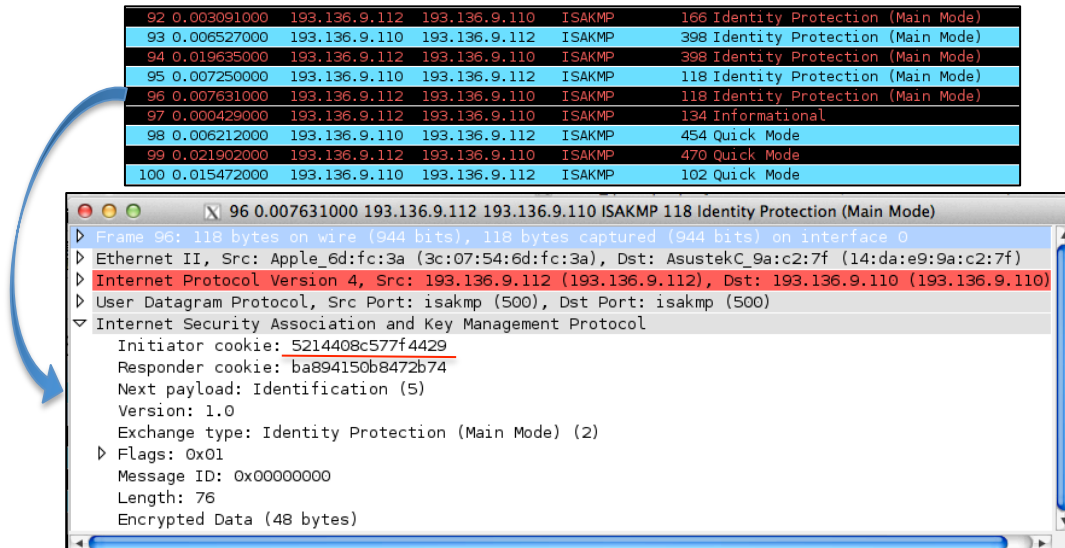 92 0.003091000 193.136.9.112 193.136.9.110 ISAKMP 166 Identity Protection (Main Mode)
93 0.006527000 193.136.9.110 193.136.9.112 ISAKMP 398 Identity Protection (Main Mode)
94 0.019635000 193.136.9.112 193.136.9.110 ISAKMP 398 Identity Protection (Main Mode)
95 0.007250000 193.136.9.110 193.136.9.112 ISAKMP 118 Identity Protection (Main Mode)
96 0.007631000 193.136.9.112 193.136.9.110 ISAKMP 118 Identity Protection (Main Mode)
97 0.000429000 193.136.9.112 193.136.9.110 ISAKMP 134 Informational
98 0.006212000 193.136.9.110 193.136.9.112 ISAKMP 454 Quick Mode
99 0.021902000 193.136.9.112 193.136.9.110 ISAKMP 470 Quick Mode
100 0.015472000 193.136.9.110 193.136.9.112 ISAKMP 102 Quick Mode
X 96 0.007631000 193.136.9.112 193.136.9.110 ISAKMP 118 Identity Protection (Main Mode)
Frame 96: 118 bytes on wire (944 bits), 118 bytes captured (944 bits) on interface 0
Ethernet II, Src: Apple_6d:fc:3a (3c:07:54:6d:fc:3a), Dst: AsustekC_9a:c2:7f (14:da:e9:9a:c2:7f)
Internet Protocol Version 4, Src: 193.136.9.112 (193.136.9.112), Dst: 193.136.9.110 (193.136.9.110)
User Datagram Protocol, Src Port: isakmp (500), Dst Port: isakmp (500)
Internet Security Association and Key Management Protocol
Initiator cookie: 5214408c577f4429
Responder cookie: ba894150b8472b74
Next payload: Identification (5)
Version: 1.0
Exchange type: Identity Protection (Main Mode) (2)
Flags: 0x01
Message ID: 0x00000000
Length: 76
Encrypted Data (48 bytes)